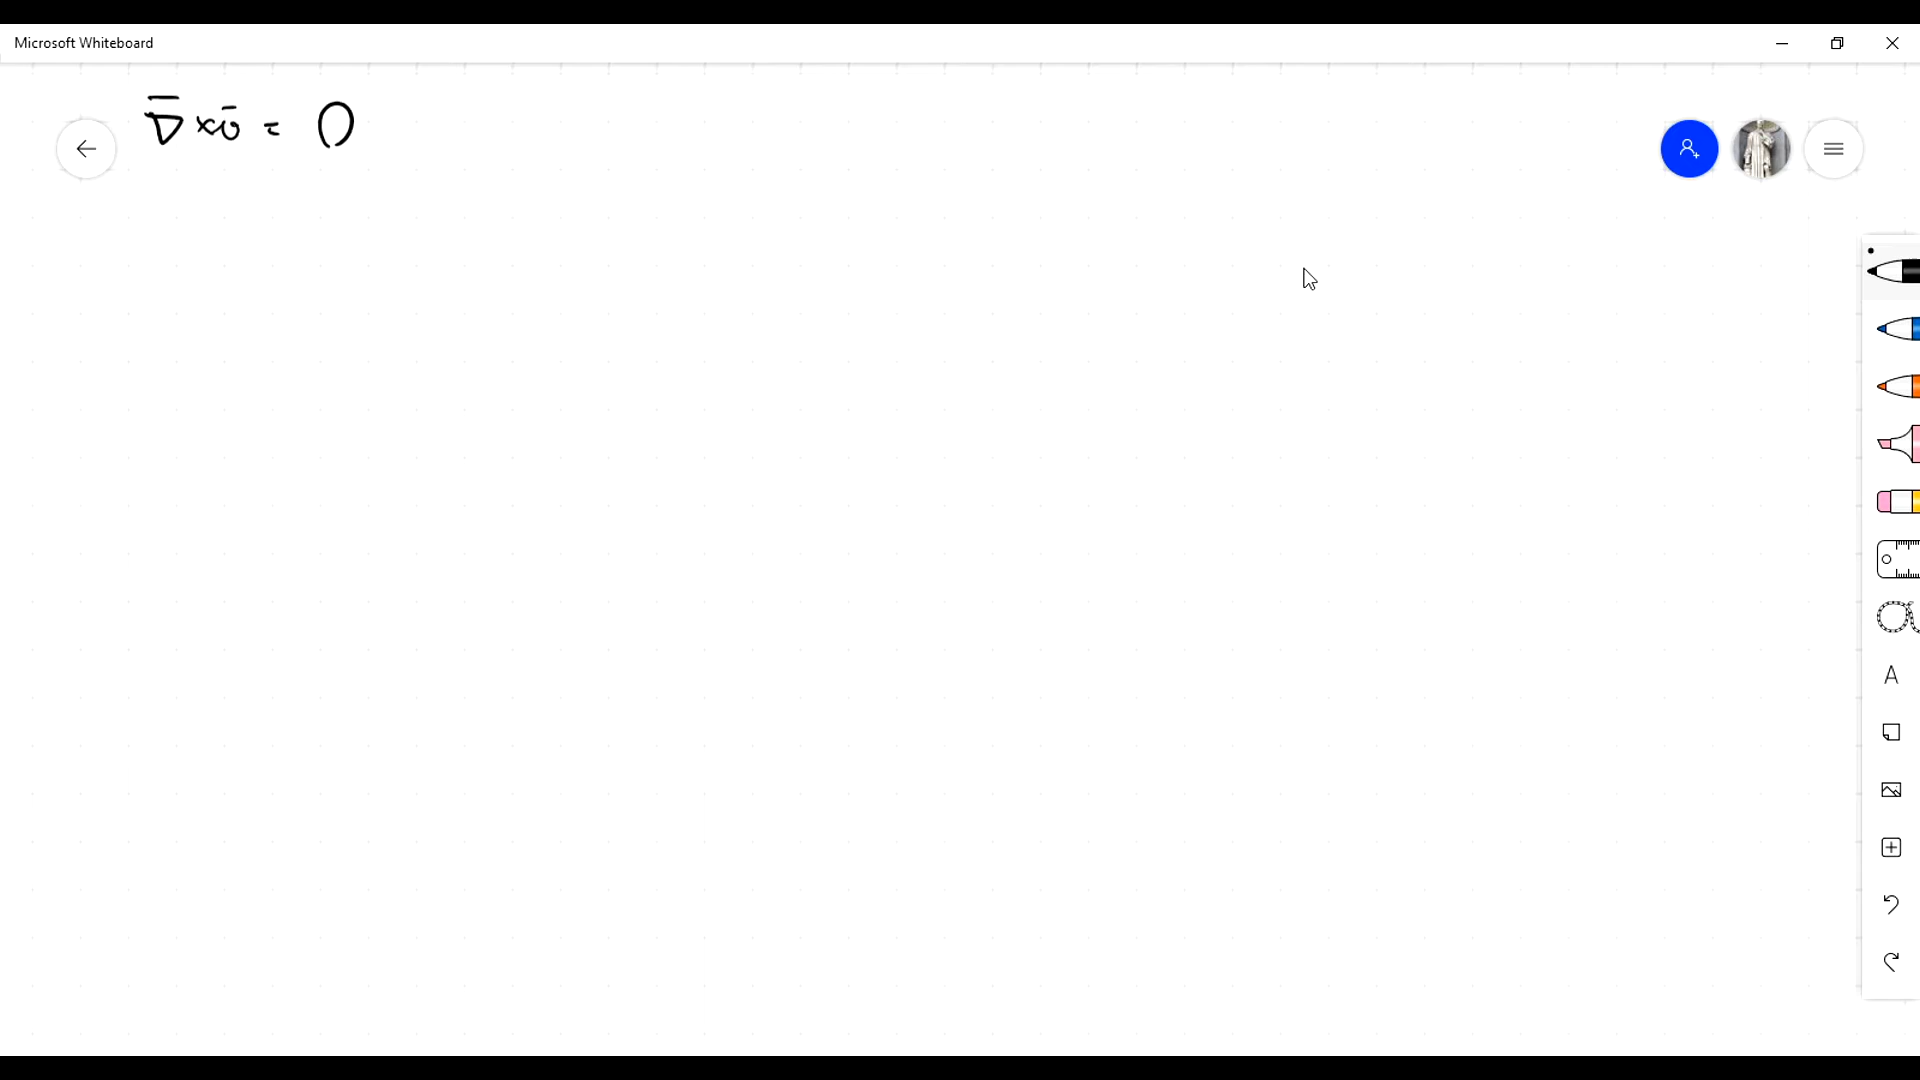 Microsoft Whiteboard
∇̅ × ῡ = 0
A